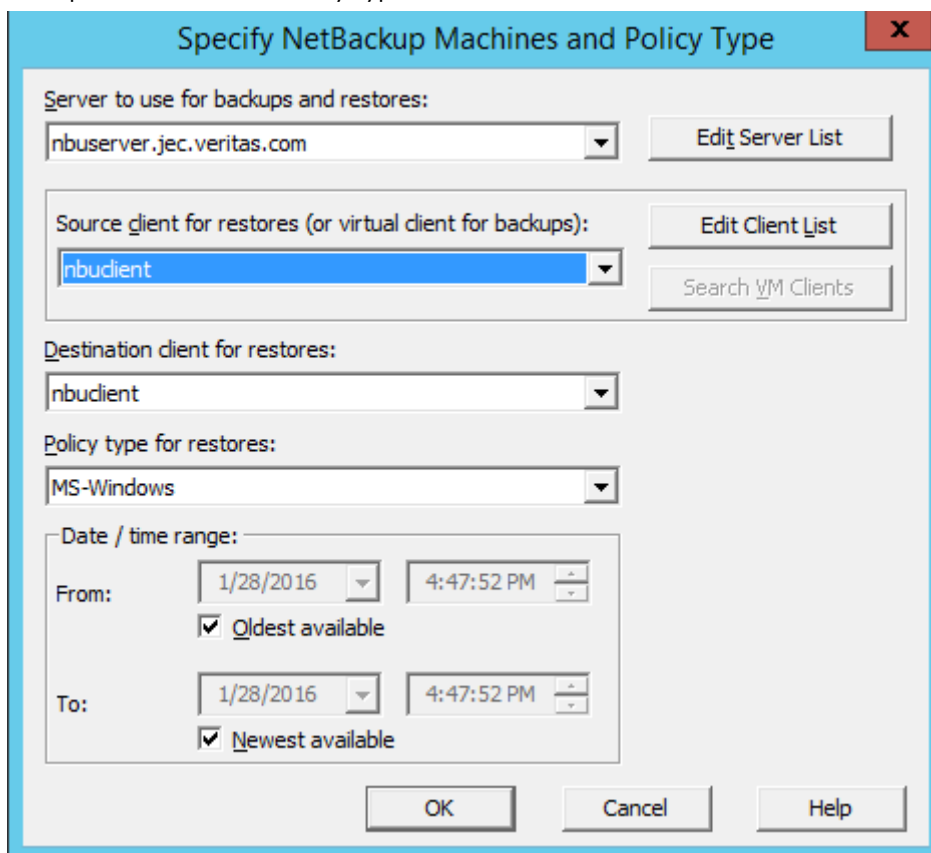 Specify NetBackup Machines and Policy Type
x
Server to use for backups and restores:
nbuserver.jec.veritas.com
Edit Server List
Source client for restores (or virtual client for backups):
Edit Client List
nbuclient
Search VM Clients
Destination client for restores:
nbuclient
Policy type for restores:
MS-Windows
Date / time range:
From: 1/28/2016 4:47:52 PM
Oldest available
To: 1/28/2016 4:47:52 PM
Newest available
OK Cancel Help